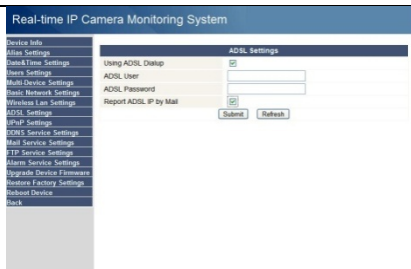 Real-time IP Camera Monitoring System
Device Info
Alias Settings
Date&Time Settings
Users Settings
Multi-Device Settings
Basic Network Settings
Wireless Lan Settings
ADSL Settings
UPnP Settings
DDNS Service Settings
Mail Service Settings
FTP Service Settings
Alarm Service Settings
Upgrade Device Firmware
Restore Factory Settings
Reboot Device
Back
ADSL Settings
Using ADSL Dialup
ADSL User
ADSL Password
Report ADSL IP by Mail
Submit Refresh